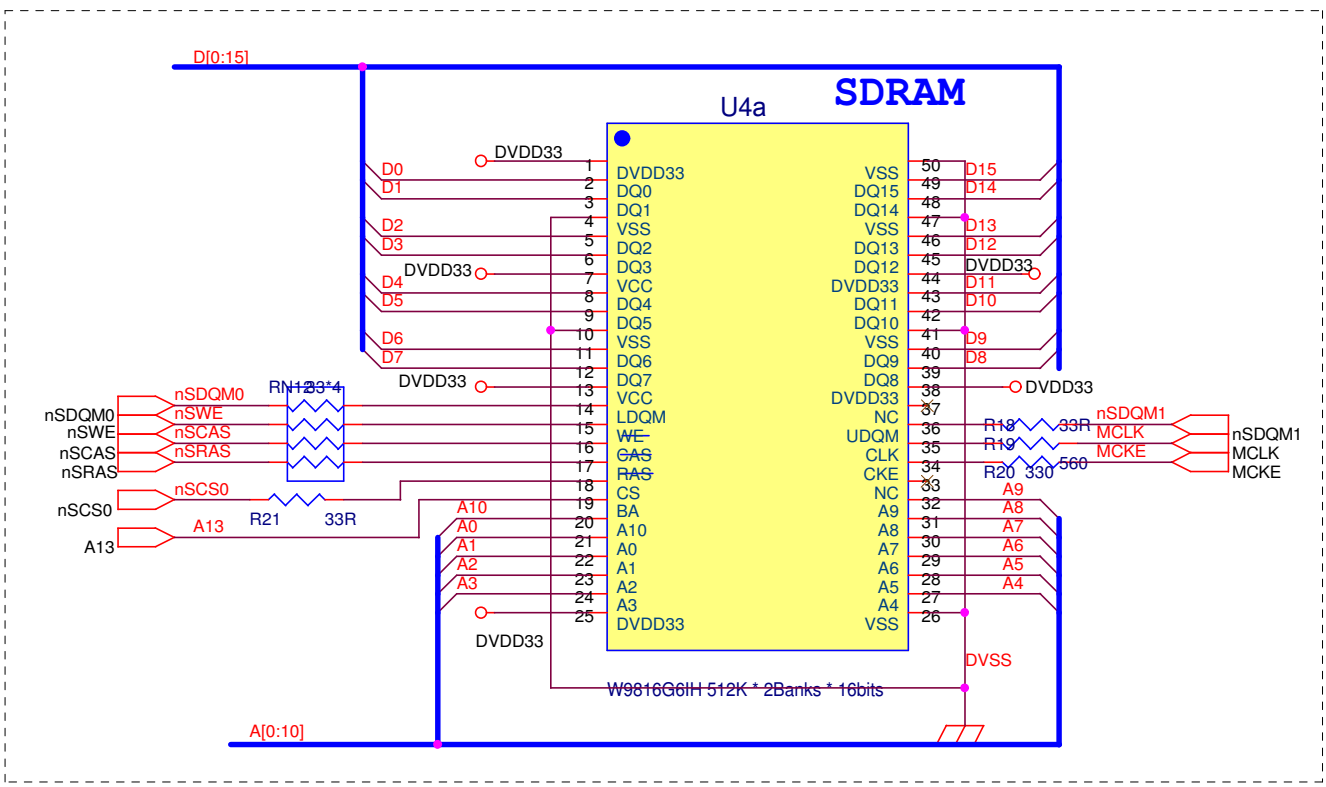 D[0:15]
SDRAM
U4a
DVDD33
1
DVDD33
VSS
50
D0
D15
2
DQ0
DQ15
49
D1
D14
3
DQ1
DQ14
48
4
VSS
VSS
47
D2
D13
5
DQ2
DQ13
46
D3
D12
6
DQ3
DQ12
45
DVDD33
DVDD33
7
VCC
DVDD33
44
D4
D11
8
DQ4
DQ11
43
D5
D10
9
DQ5
DQ10
42
10
VSS
VSS
41
D6
D9
11
DQ6
DQ9
40
D7
D8
12
DQ7
DQ8
39
DVDD33
DVDD33
13
VCC
DVDD33
38
RN12
33*4
nSDQM0
nSDQM0
14
LDQM
NC
37
nSWE
nSWE
15
WE
UDQM
36
R18
33R
nSDQM1
nSDQM1
nSCAS
nSCAS
16
CAS
CLK
35
R19
330
MCLK
MCLK
nSRAS
nSRAS
17
RAS
CKE
34
R20
560
MCKE
MCKE
nSCS0
nSCS0
R21
33R
18
CS
NC
33
A13
A13
19
BA
A9
32
A9
A10
20
A10
A8
31
A8
A0
21
A0
A7
30
A7
A1
22
A1
A6
29
A6
A2
23
A2
A5
28
A5
A3
24
A3
A4
27
A4
25
DVDD33
VSS
26
DVDD33
DVSS
W9816G6IH 512K * 2Banks * 16bits
A[0:10]